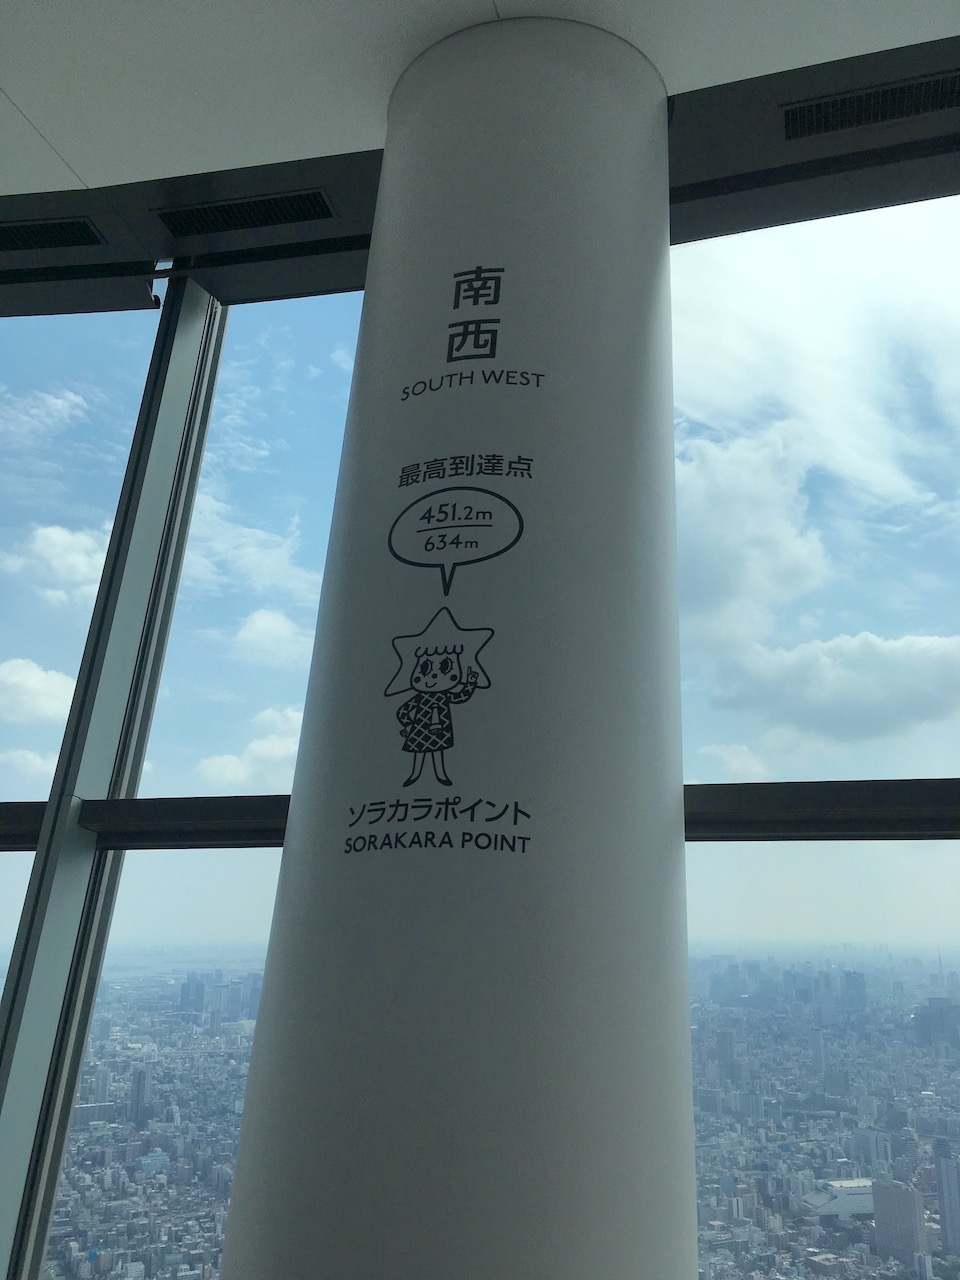 南
西
SOUTH WEST
最高到達点
451.2m
634m
ソラカラポイント
SORAKARA POINT